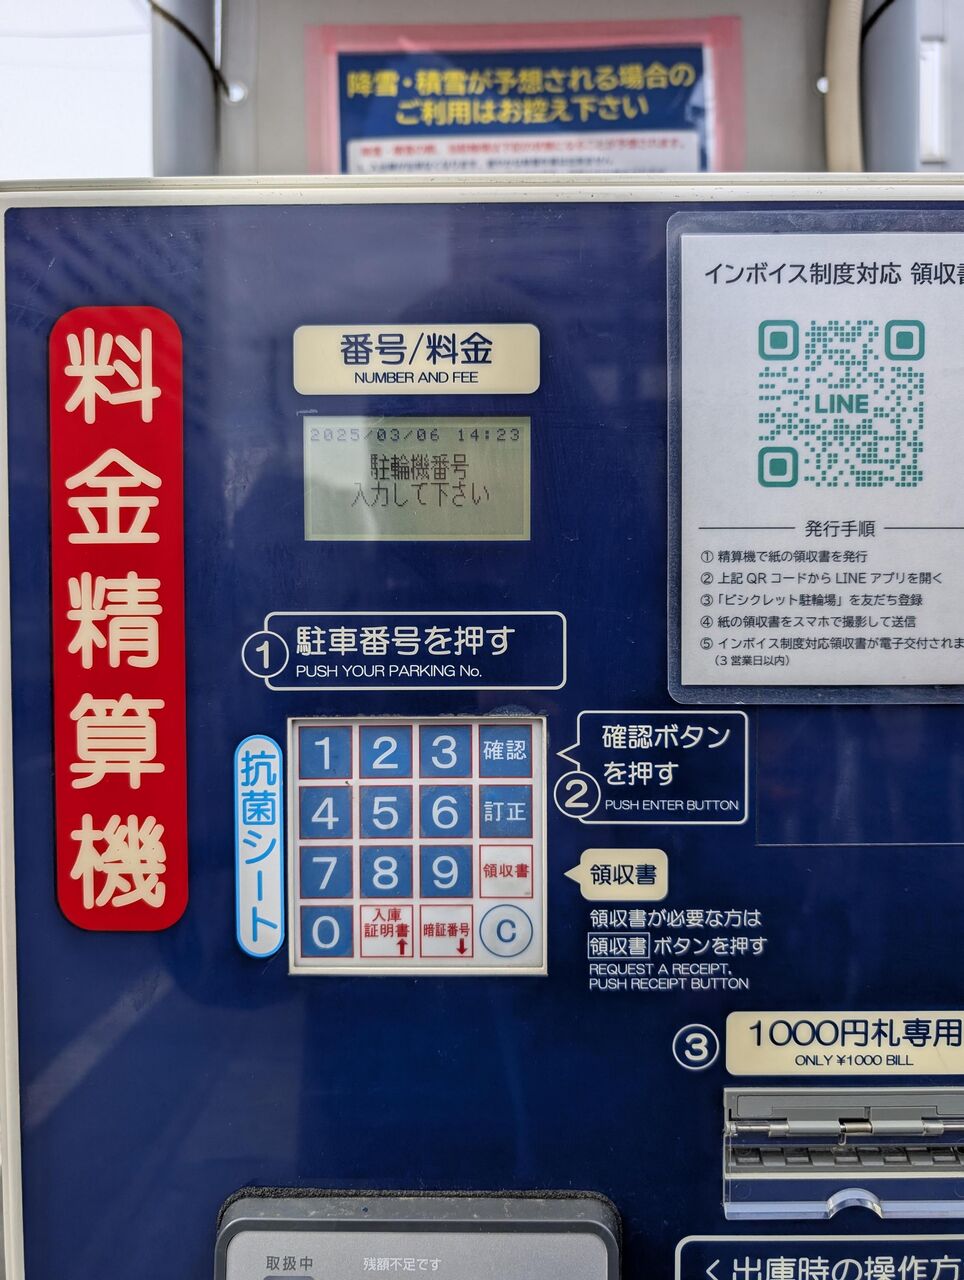 降雪・積雪が予想される場合の
ご利用はお控え下さい
料金精算機
番号/料金
NUMBER AND FEE
2025/03/06 14:23
駐輪機番号
入力して下さい
インボイス制度対応 領収書
LINE
発行手順
① 精算機で紙の領収書を発行
② 上記QRコードからLINEアプリを開く
③「ビシクレット駐輪場」を友だち登録
④ 紙の領収書をスマホで撮影して送信
⑤ インボイス制度対応領収書が電子交付されま
（3営業日以内）
① 駐車番号を押す
PUSH YOUR PARKING No.
抗菌シート
1 2 3 確認
4 5 6 訂正
7 8 9 領収書
0 入庫証明書↑ 暗証番号↓ C
確認ボタン
を押す
② PUSH ENTER BUTTON
領収書
領収書が必要な方は
領収書 ボタンを押す
REQUEST A RECEIPT,
PUSH RECEIPT BUTTON
③ 1000円札専用
ONLY ¥1000 BILL
取扱中 残額不足です
く出庫時の操作方